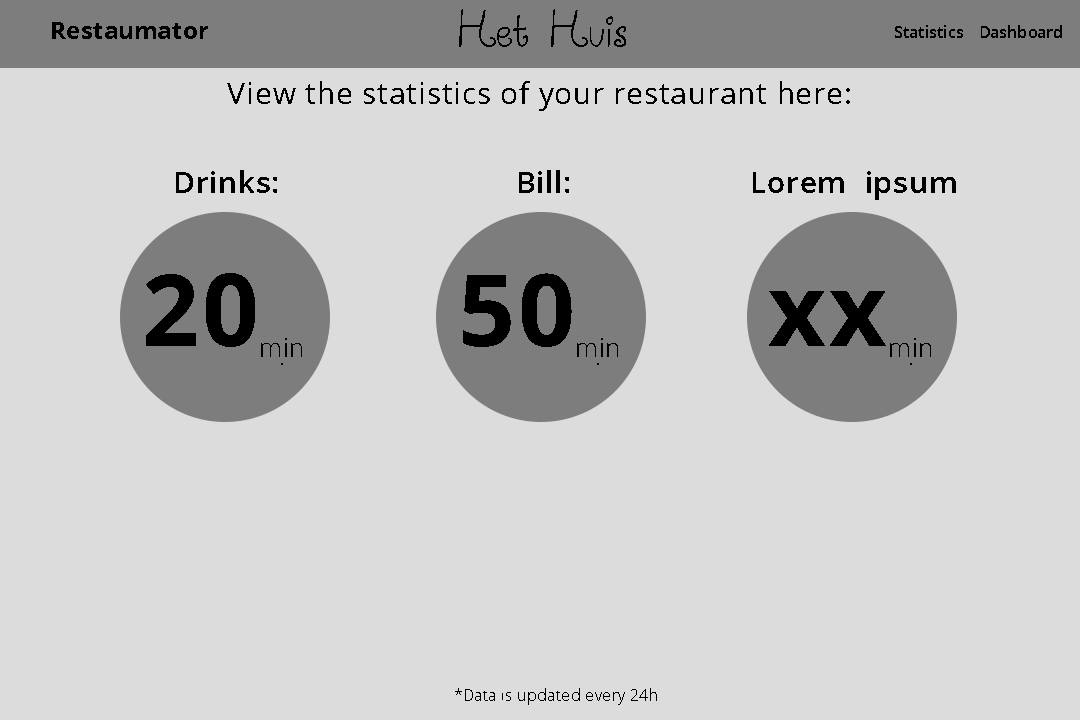 Restaumator Het Huis Statistics Dashboard
View the statistics of your restaurant here:
Drinks: Bill: Lorem ipsum
20 min. 50 min. xx min.
*Data is updated every 24h